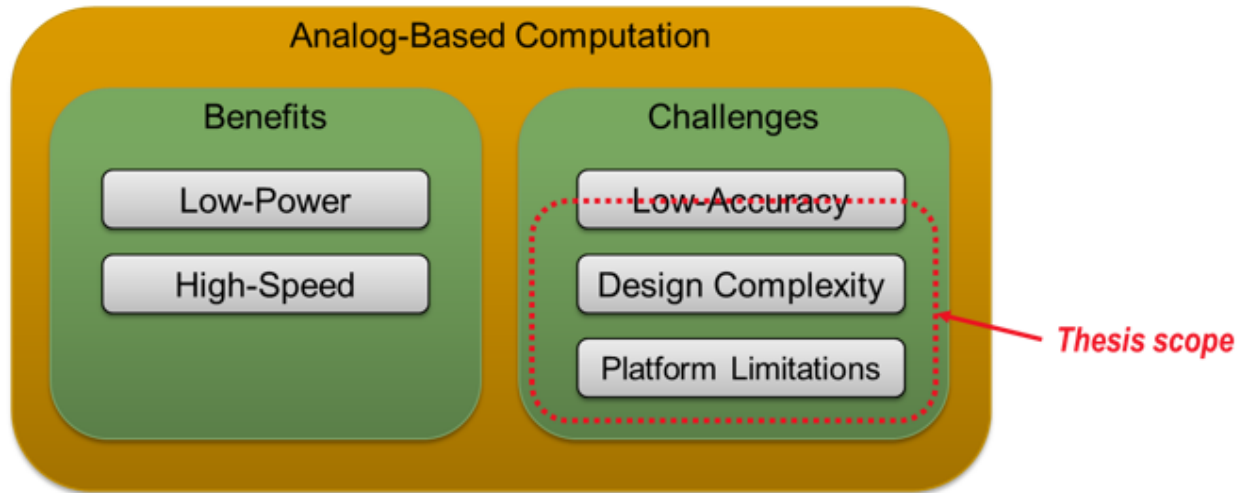 Analog-Based Computation
Benefits
Low-Power
High-Speed
Challenges
Low-Accuracy
Design Complexity
Platform Limitations
Thesis scope